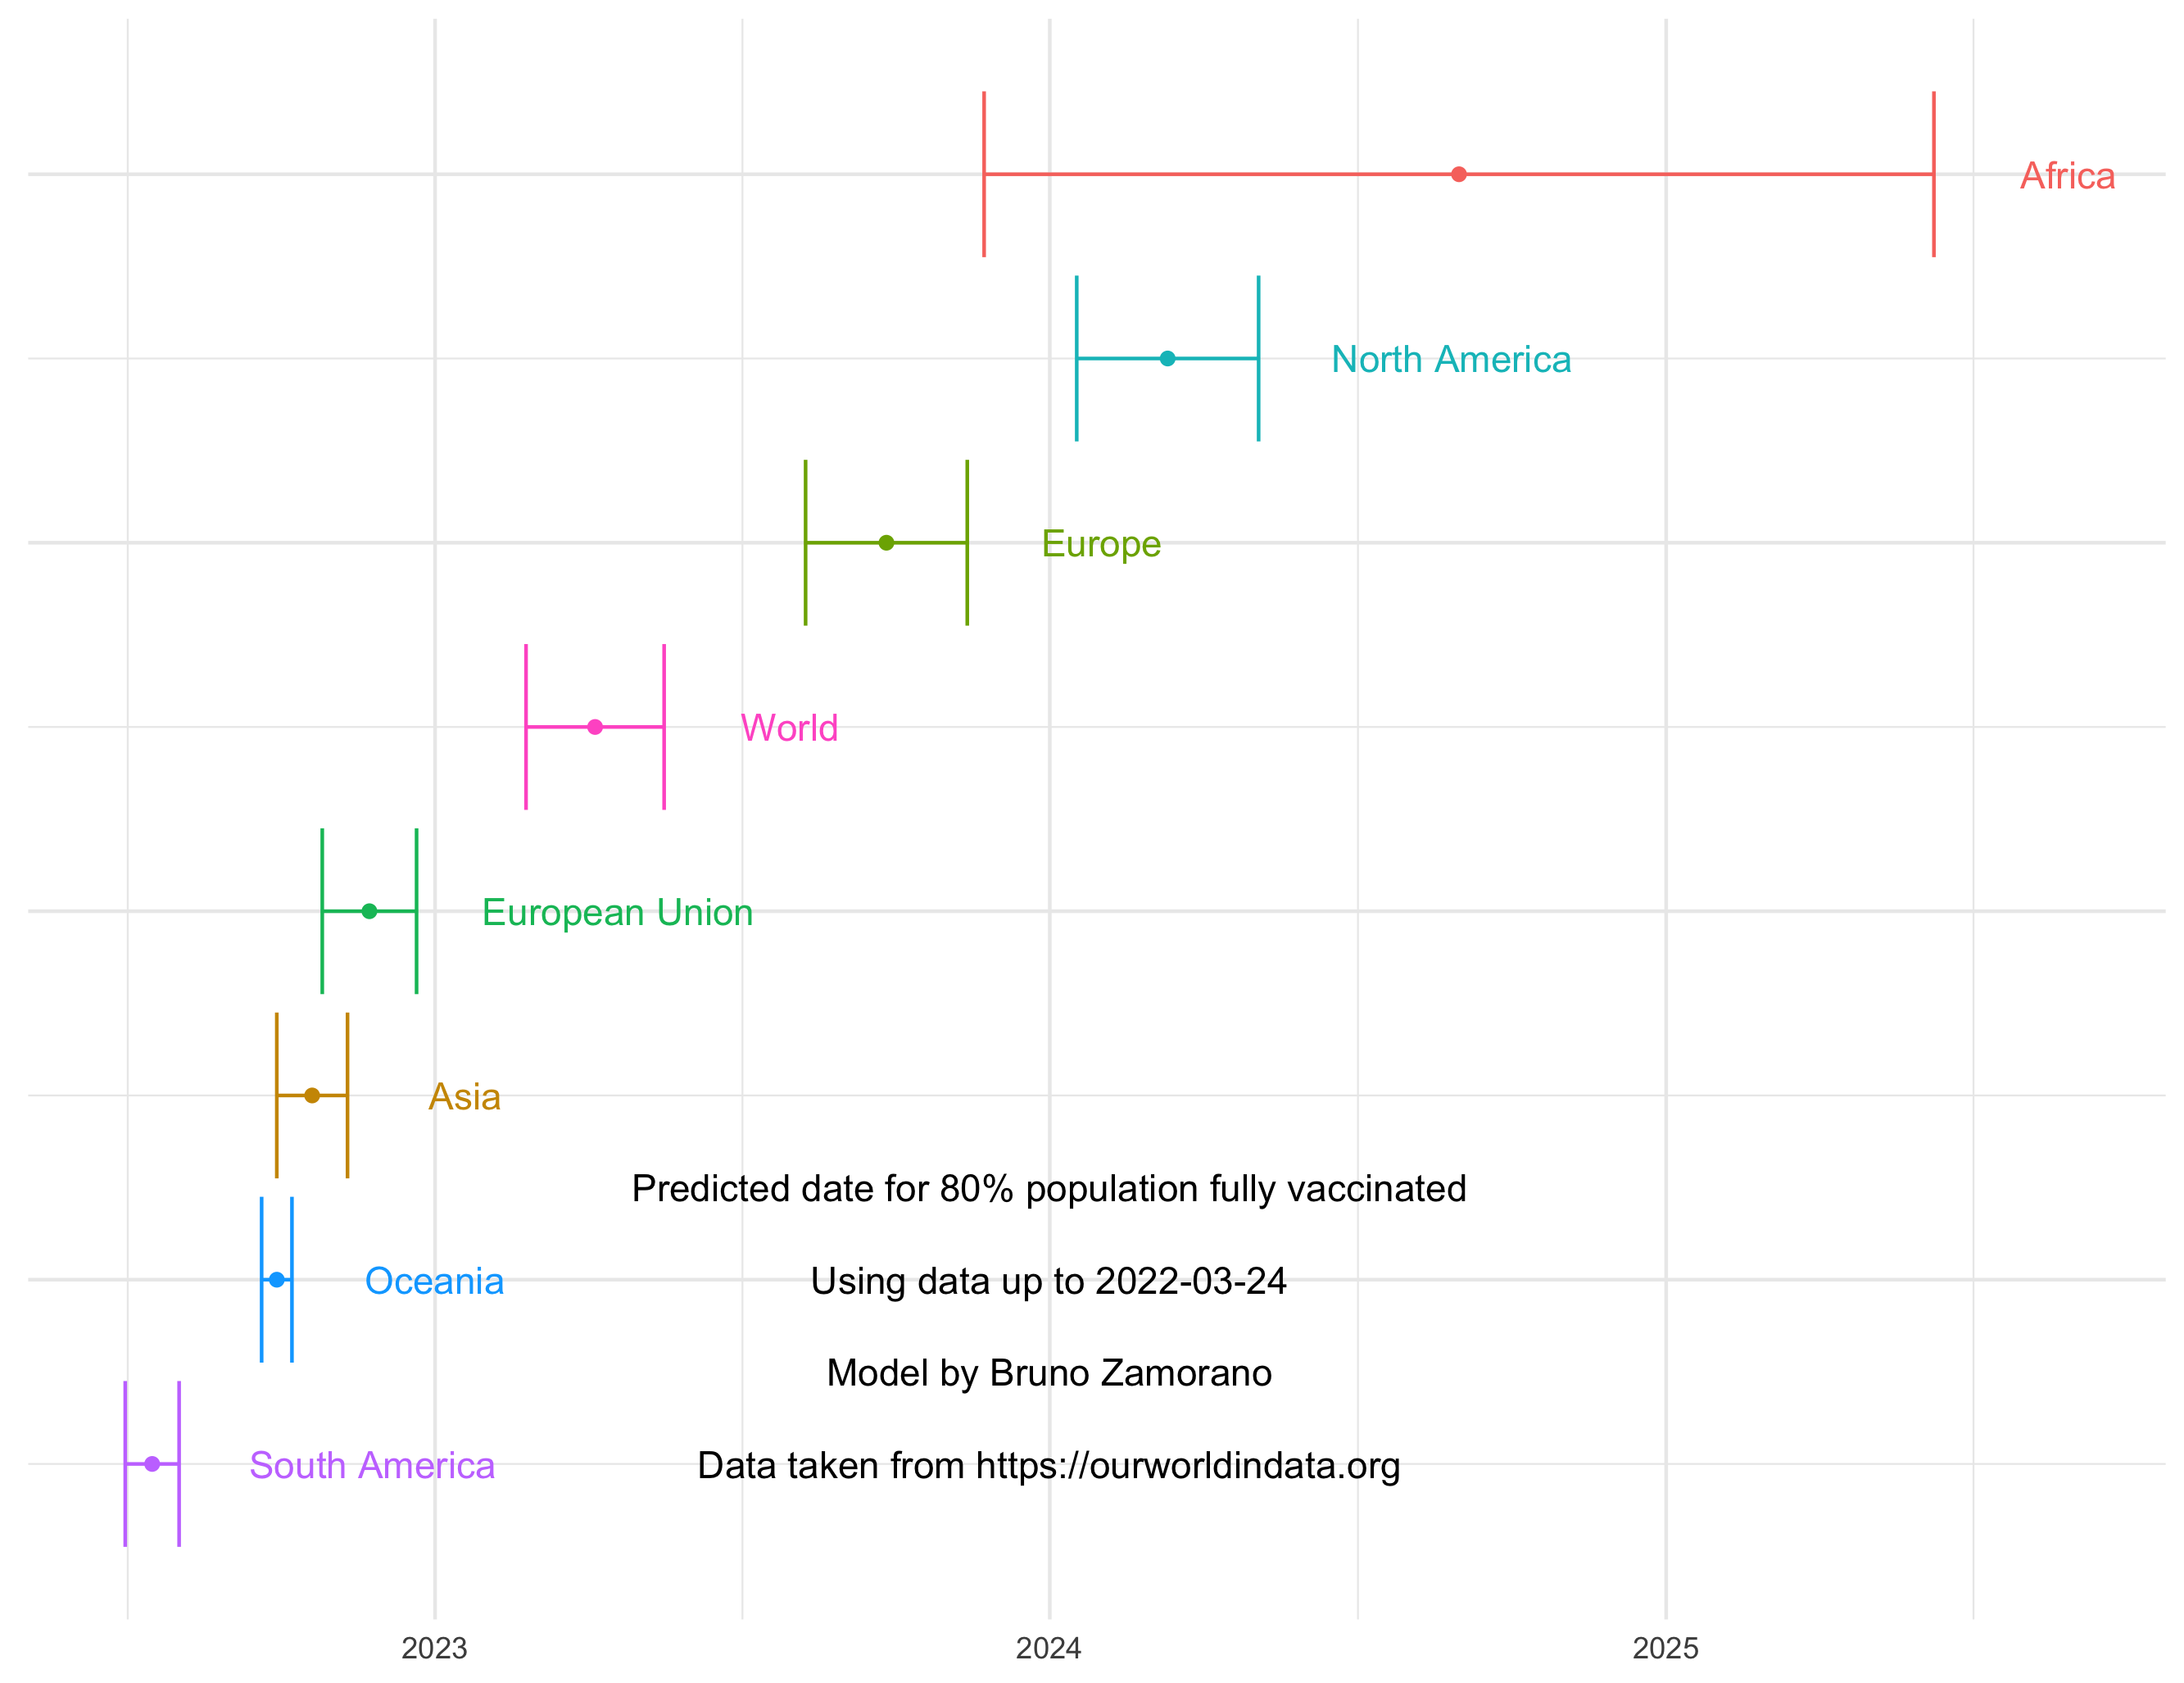 Africa
North America
Europe
World
European Union
Asia
Predicted date for 80% population fully vaccinated
Oceania
Using data up to 2022-03-24
Model by Bruno Zamorano
South America
Data taken from https://ourworldindata.org
2023
2024
2025